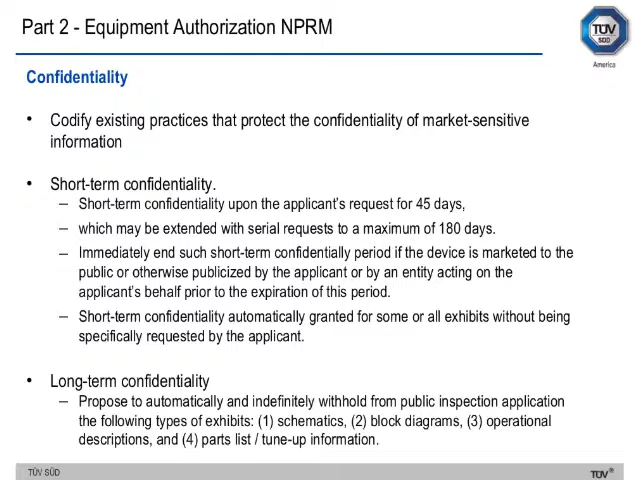 Part 2 - Equipment Authorization NPRM
TÜV
SÜD
America
Confidentiality
• Codify existing practices that protect the confidentiality of market-sensitive
information
• Short-term confidentiality.
– Short-term confidentiality upon the applicant's request for 45 days,
– which may be extended with serial requests to a maximum of 180 days.
– Immediately end such short-term confidentially period if the device is marketed to the
public or otherwise publicized by the applicant or by an entity acting on the
applicant's behalf prior to the expiration of this period.
– Short-term confidentiality automatically granted for some or all exhibits without being
specifically requested by the applicant.
• Long-term confidentiality
– Propose to automatically and indefinitely withhold from public inspection application
the following types of exhibits: (1) schematics, (2) block diagrams, (3) operational
descriptions, and (4) parts list / tune-up information.
TÜV SÜD
TÜV®